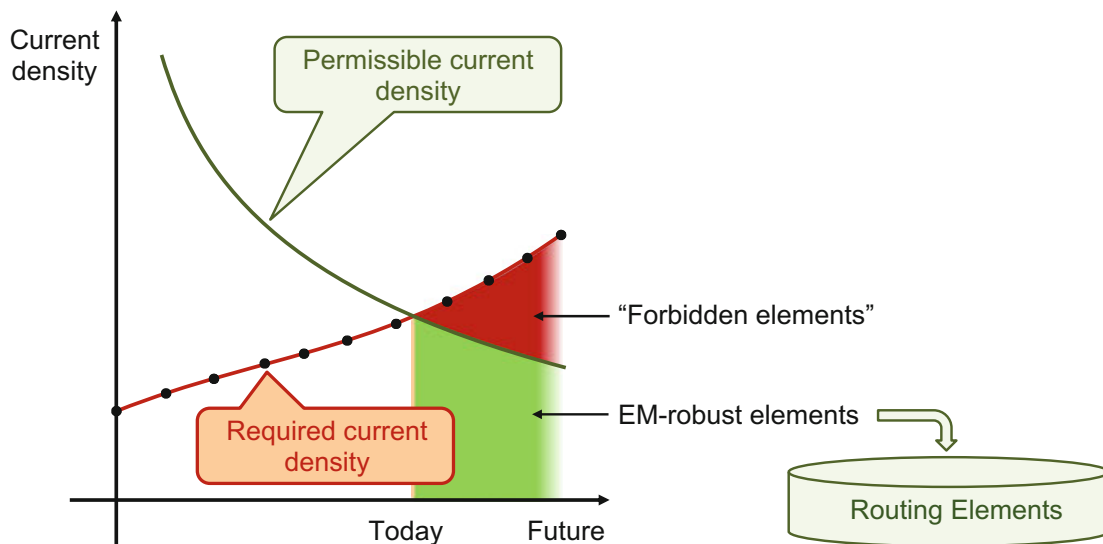 Current
density
Permissible current
density
“Forbidden elements”
EM-robust elements
Required current
density
Routing Elements
Today
Future